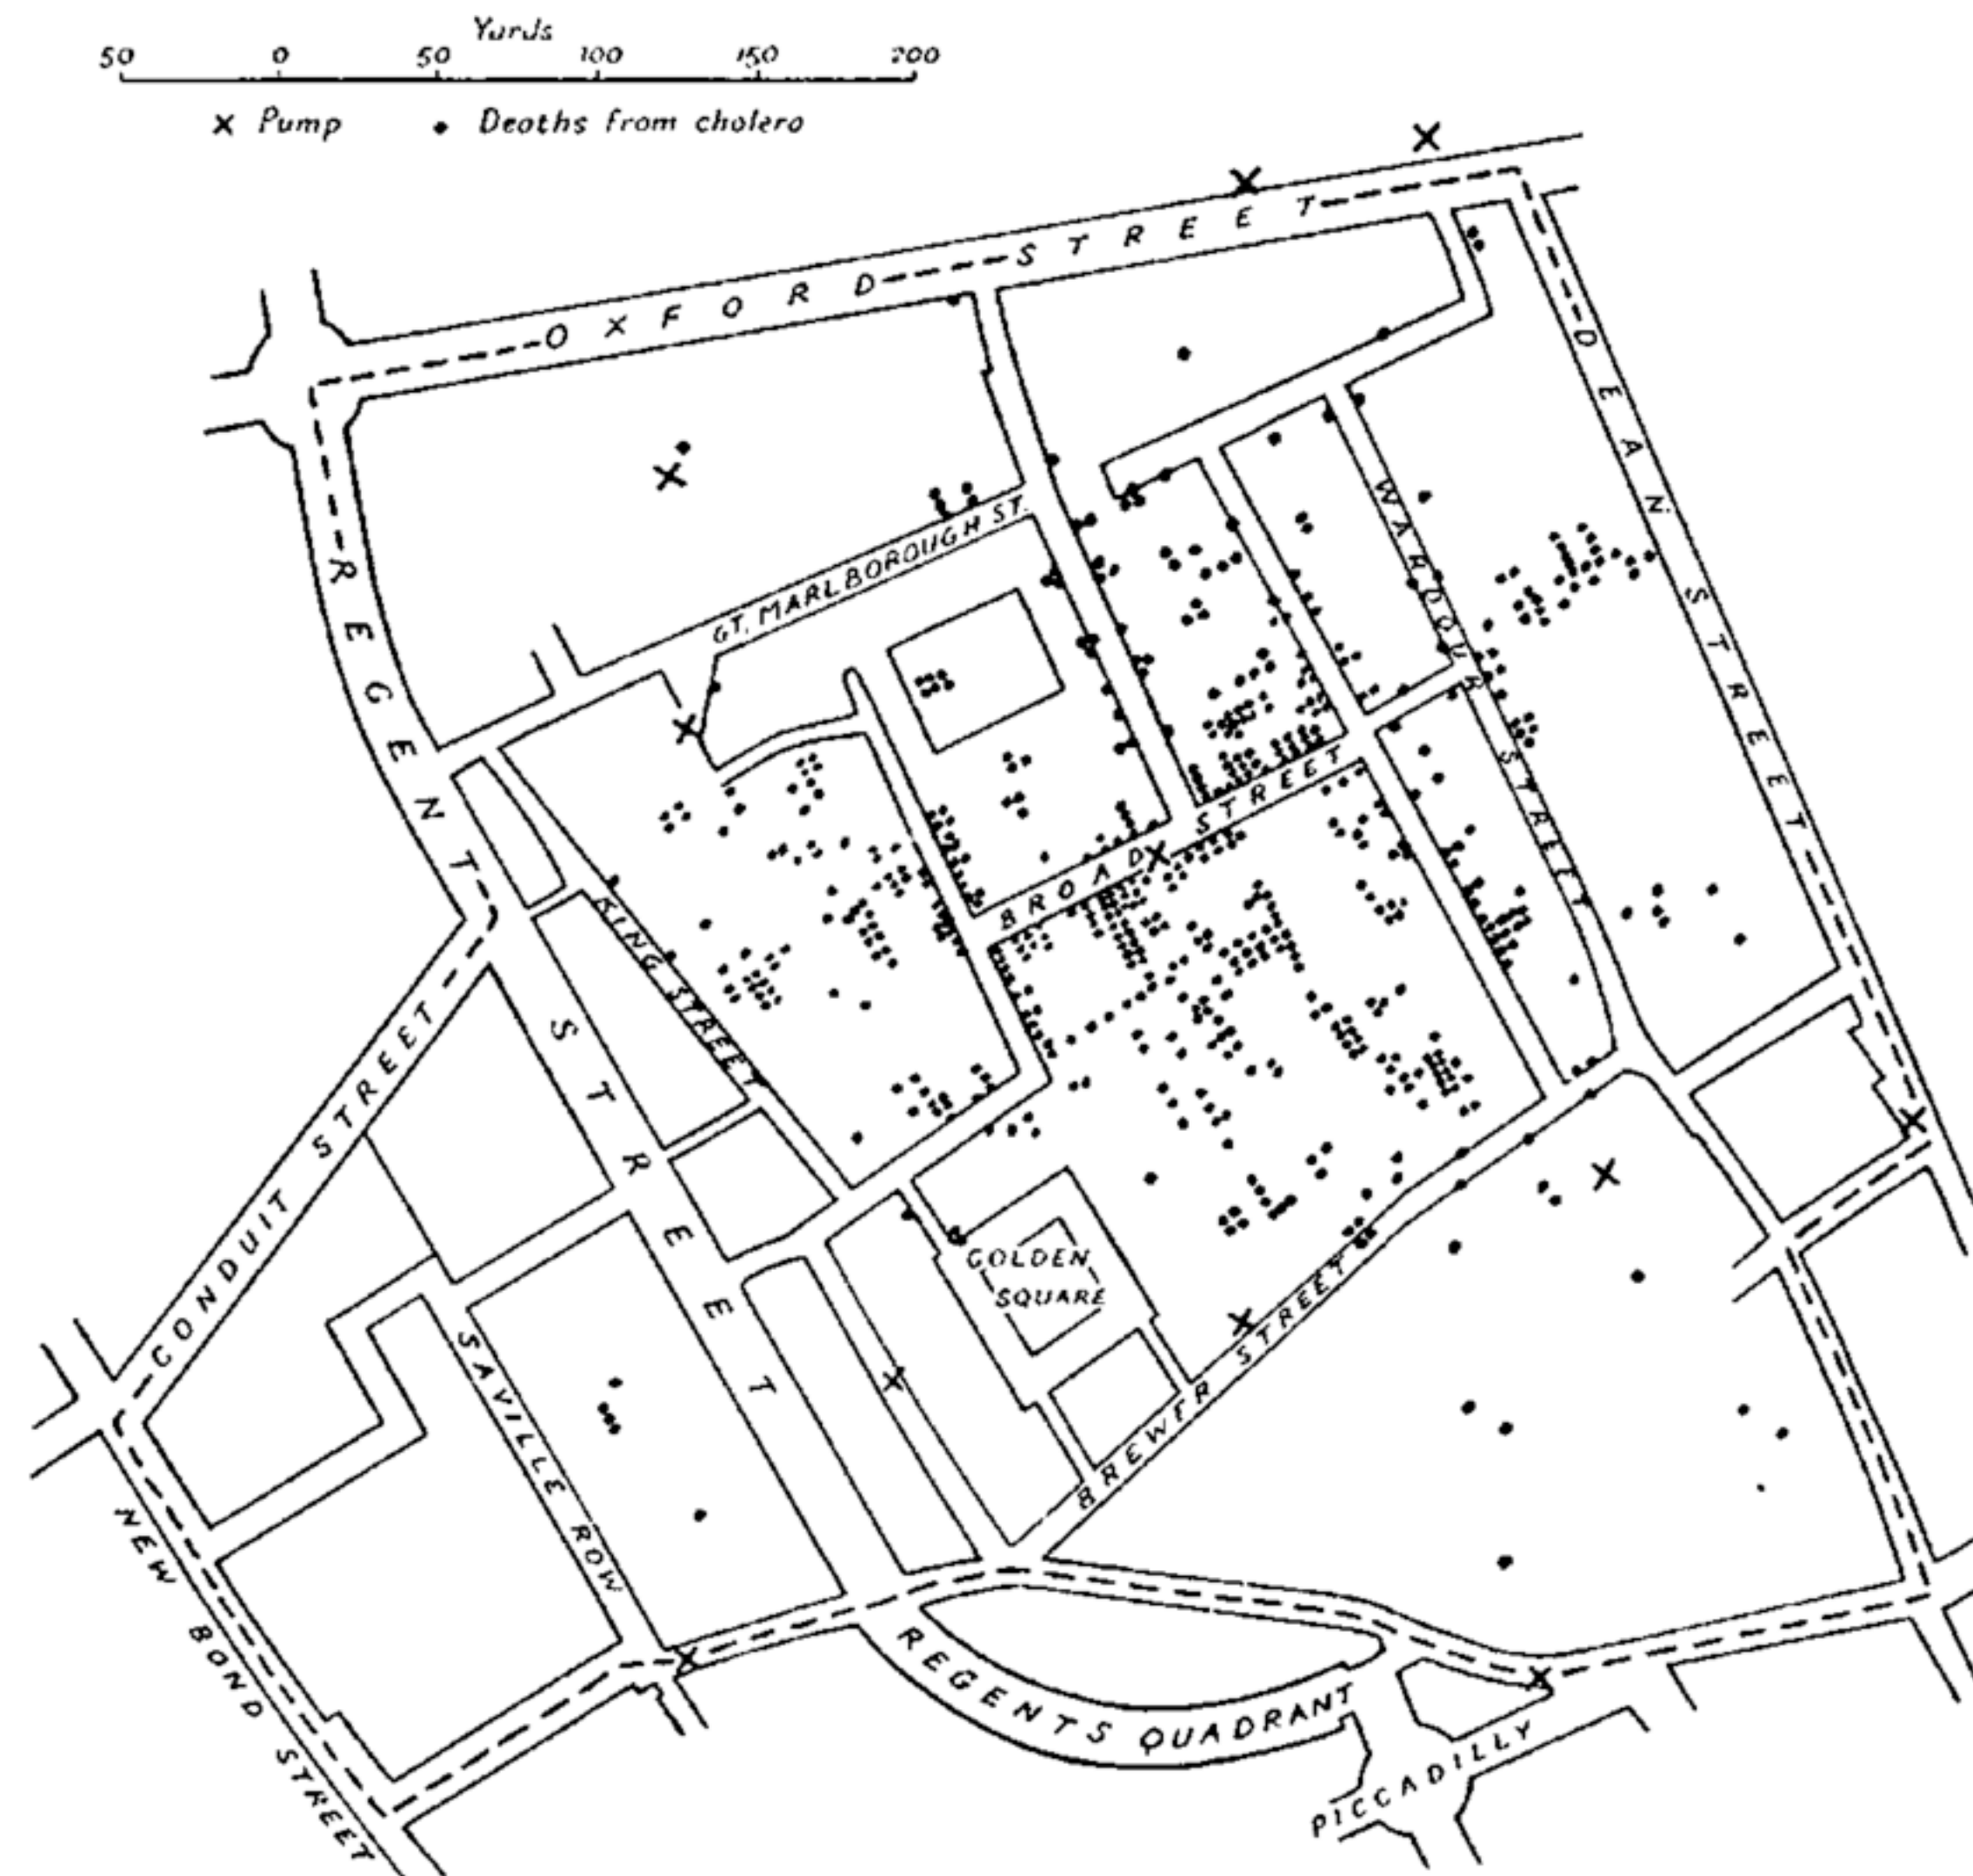 Yards
50 0 50 100 150 200
× Pump • Deaths from cholera
OXFORD STREET
DEAN STREET
REGENT STREET
GT. MARLBOROUGH ST.
WARDOUR STREET
BROAD STREET
KING STREET
CONDUIT STREET
GOLDEN
SQUARE
SAVILLE ROW
BREWER STREET
NEW BOND STREET
REGENTS QUADRANT
PICCADILLY